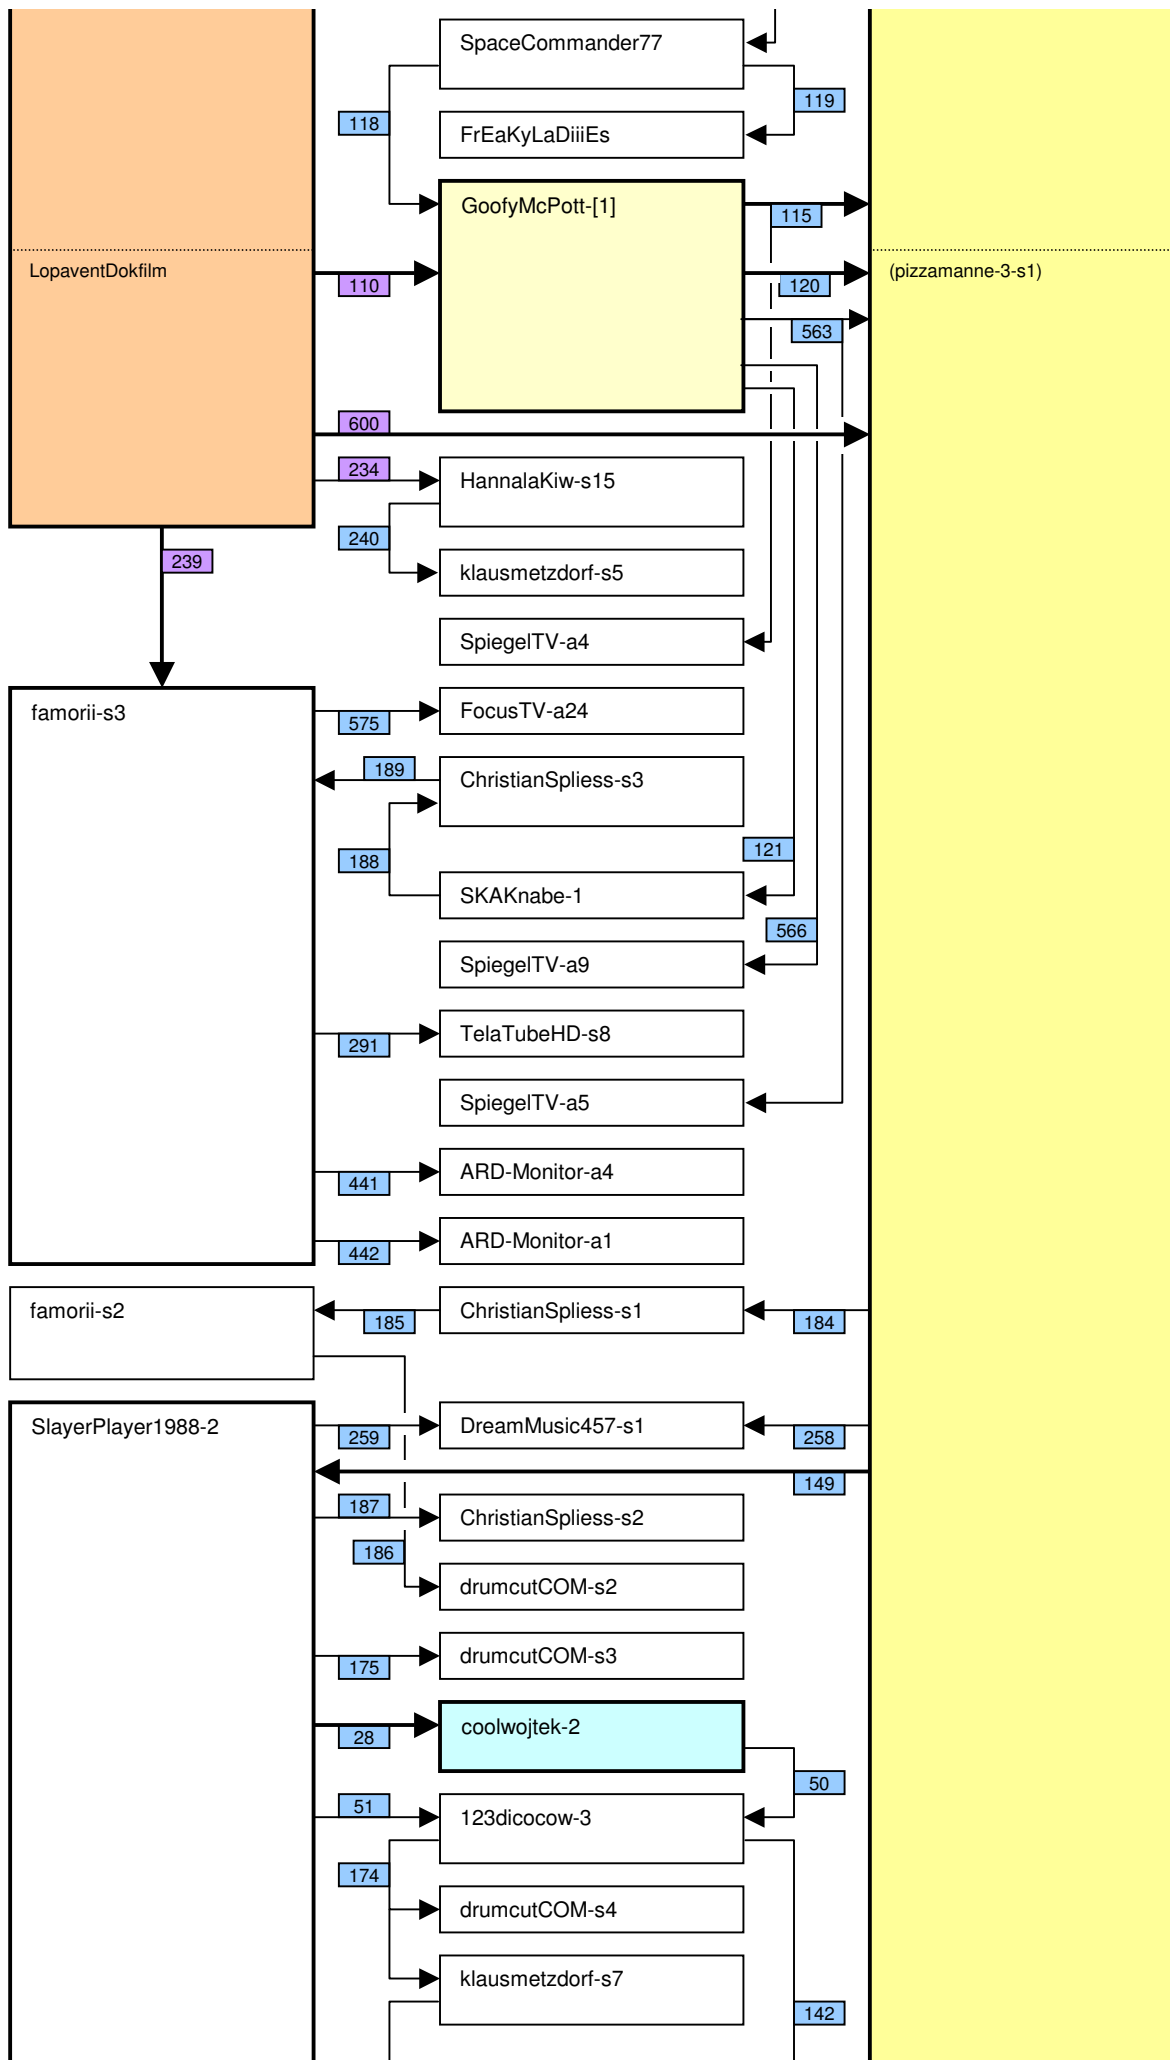 SpaceCommander77
119
118
FrEaKyLaDiiiEs
GoofyMcPott-[1]
115
LopaventDokfilm
(pizzamanne-3-s1)
110
120
563
600
234
HannalaKiw-s15
240
239
klausmetzdorf-s5
SpiegelTV-a4
famorii-s3
575
FocusTV-a24
189
ChristianSpliess-s3
188
121
SKAKnabe-1
566
SpiegelTV-a9
291
TelaTubeHD-s8
SpiegelTV-a5
441
ARD-Monitor-a4
442
ARD-Monitor-a1
famorii-s2
185
ChristianSpliess-s1
184
SlayerPlayer1988-2
259
DreamMusic457-s1
258
149
187
ChristianSpliess-s2
186
drumcutCOM-s2
175
drumcutCOM-s3
28
coolwojtek-2
50
51
123dicocow-3
174
drumcutCOM-s4
klausmetzdorf-s7
142